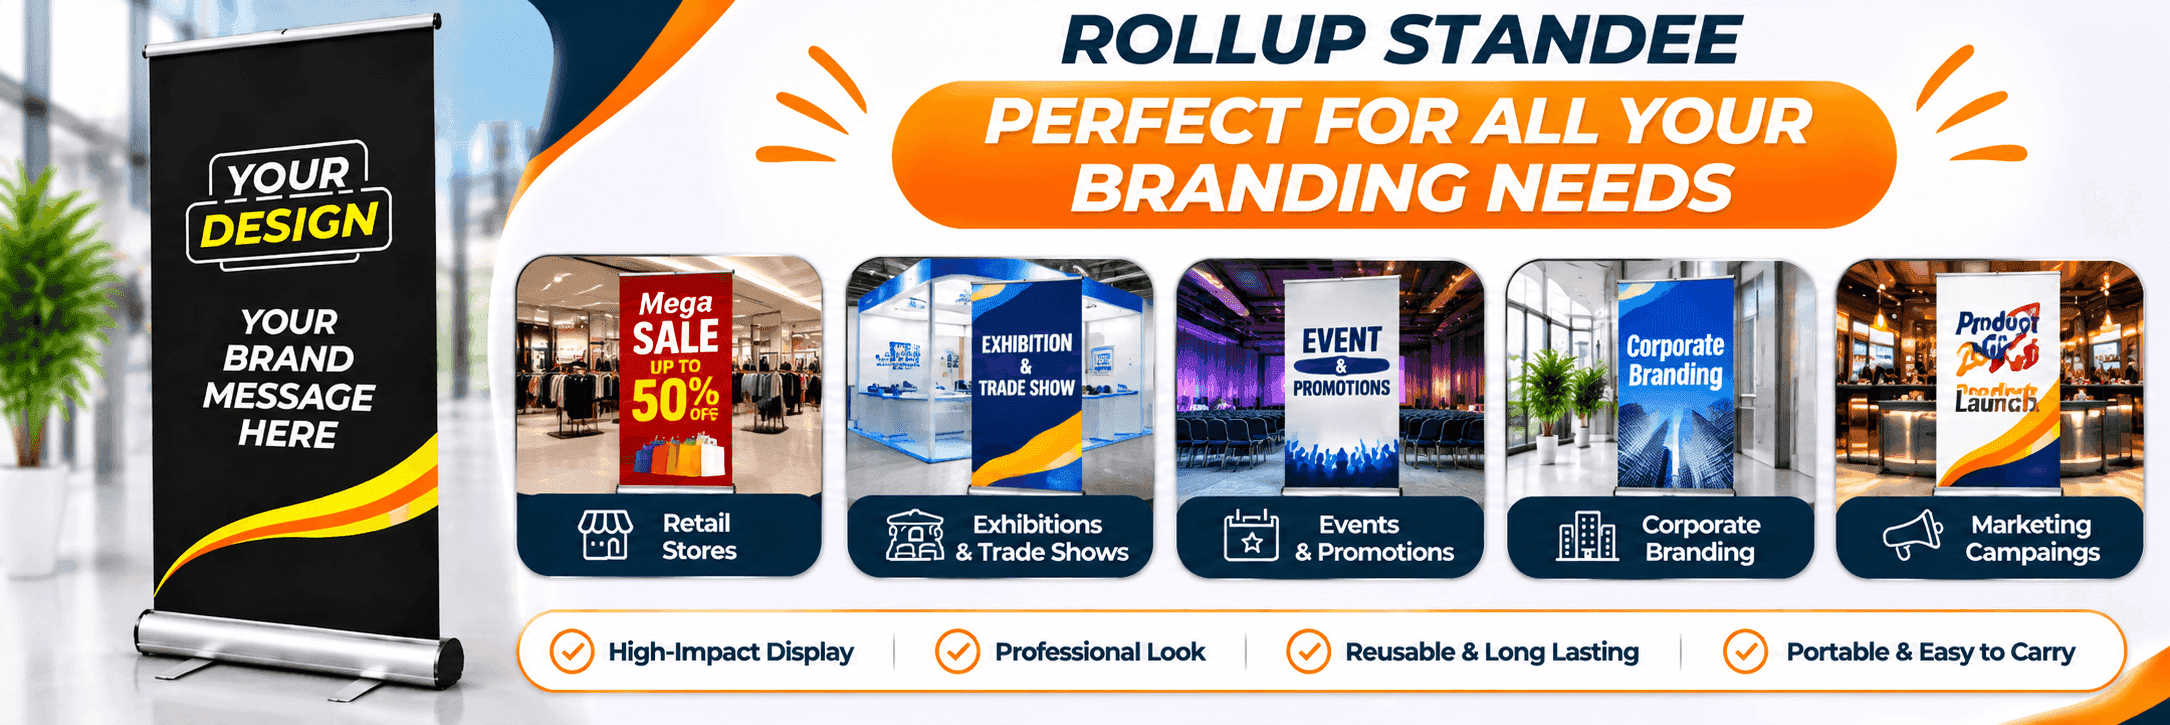 ROLLUP STANDEE
PERFECT FOR ALL YOUR
BRANDING NEEDS
YOUR
DESIGN
YOUR
BRAND
MESSAGE
HERE
Mega
SALE
UP TO
50%
OFF
Retail
Stores
EXHIBITION
&
TRADE SHOW
Exhibitions
& Trade Shows
EVENT
&
PROMOTIONS
Events
& Promotions
Corporate
Branding
Corporate
Branding
Product
Launch
Marketing
Campaings
High-Impact Display
Professional Look
Reusable & Long Lasting
Portable & Easy to Carry